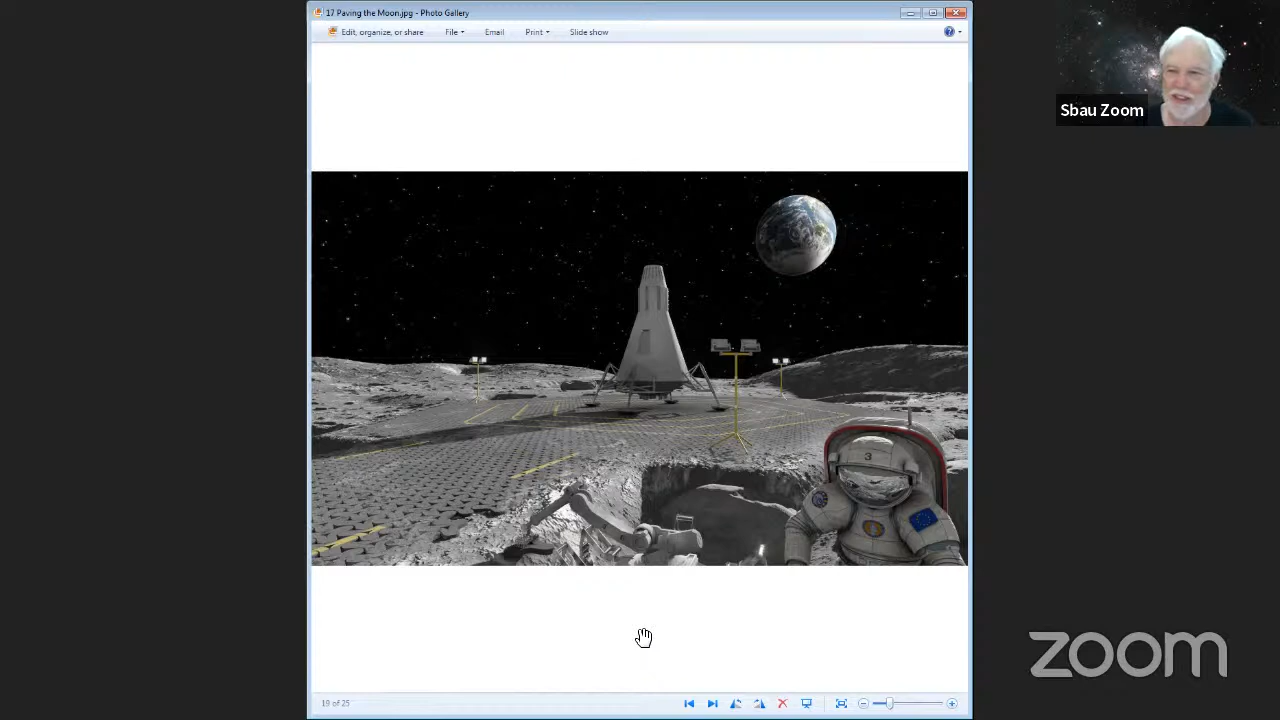 17 Paving the Moon.jpg - Photo Gallery
Edit, organize, or share File Email Print Slide show
Sbau Zoom
3
zoom
19 of 25